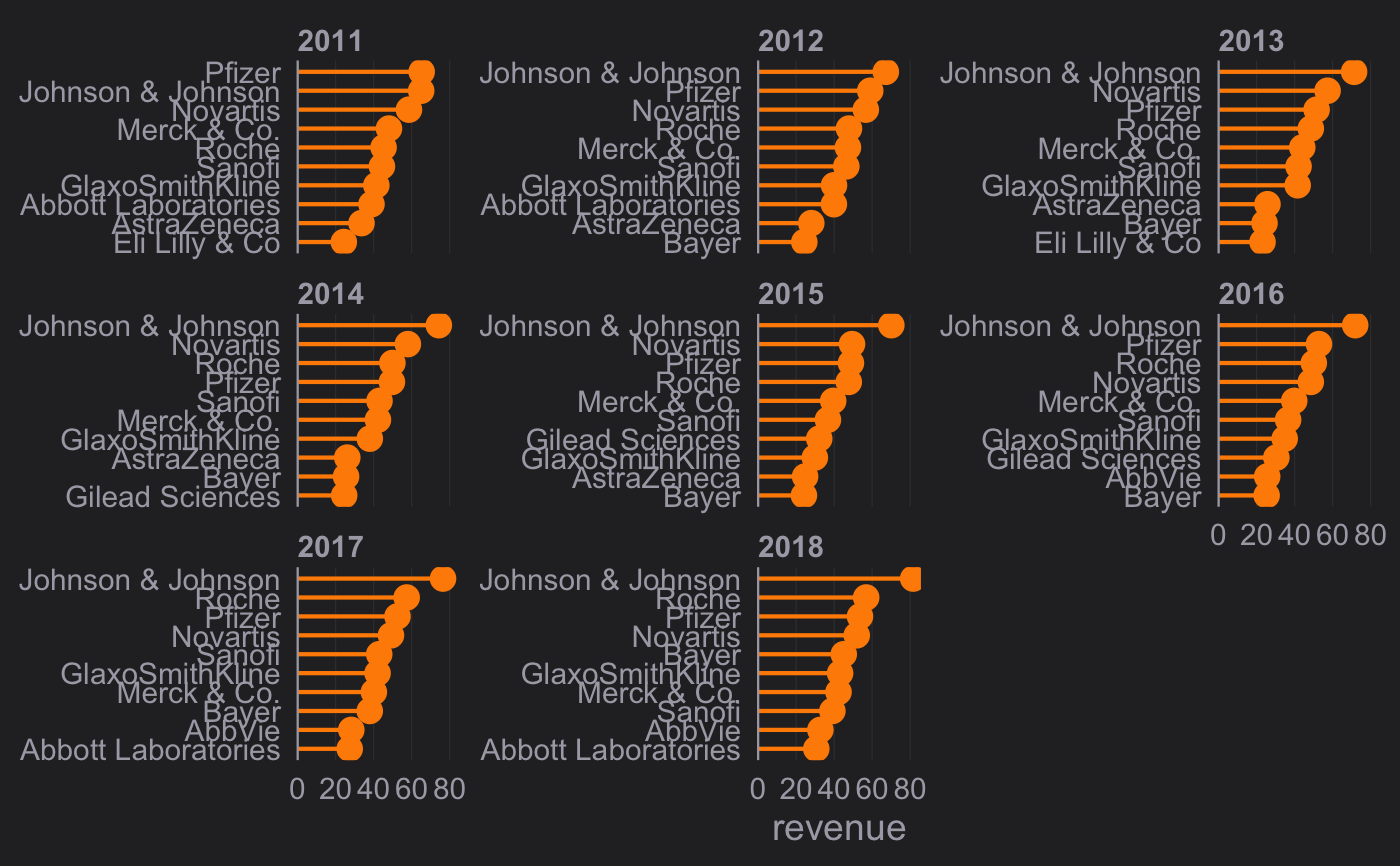 2011
Pfizer
Johnson & Johnson
Novartis
Merck & Co.
Roche
Sanofi
GlaxoSmithKline
Abbott Laboratories
AstraZeneca
Eli Lilly & Co
2012
Johnson & Johnson
Pfizer
Novartis
Roche
Merck & Co.
Sanofi
GlaxoSmithKline
Abbott Laboratories
AstraZeneca
Bayer
2013
Johnson & Johnson
Novartis
Pfizer
Roche
Merck & Co.
Sanofi
GlaxoSmithKline
AstraZeneca
Bayer
Eli Lilly & Co
2014
Johnson & Johnson
Novartis
Roche
Pfizer
Sanofi
Merck & Co.
GlaxoSmithKline
AstraZeneca
Bayer
Gilead Sciences
2015
Johnson & Johnson
Novartis
Pfizer
Roche
Merck & Co.
Sanofi
Gilead Sciences
GlaxoSmithKline
AstraZeneca
Bayer
2016
Johnson & Johnson
Pfizer
Roche
Novartis
Merck & Co.
Sanofi
GlaxoSmithKline
Gilead Sciences
AbbVie
Bayer
0 20 40 60 80
2017
Johnson & Johnson
Roche
Pfizer
Novartis
Sanofi
GlaxoSmithKline
Merck & Co.
Bayer
AbbVie
Abbott Laboratories
0 20 40 60 80
2018
Johnson & Johnson
Roche
Pfizer
Novartis
Bayer
GlaxoSmithKline
Merck & Co.
Sanofi
AbbVie
Abbott Laboratories
0 20 40 60 80
revenue